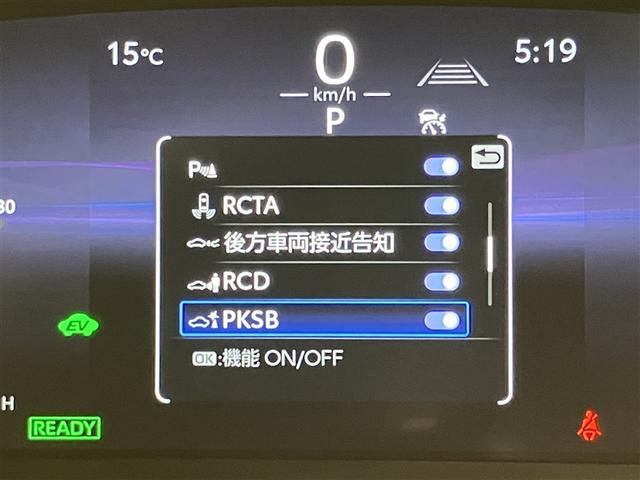 15℃
0
km/h
P
5:19
30
P
RCTA
後方車両接近告知
RCD
PKSB
OK:機能 ON/OFF
EV
H
READY